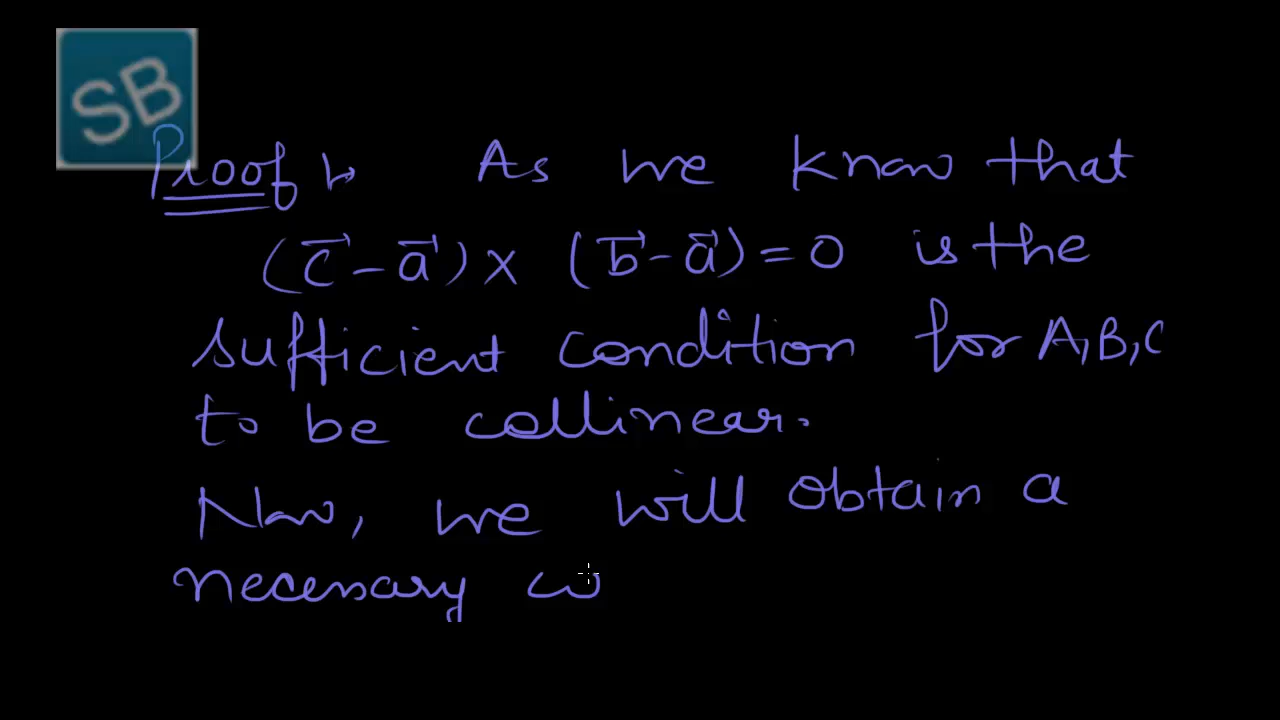 SB
Proof :- As we know that
(c⃗ - a⃗) × (b⃗ - a⃗) = 0 is the
sufficient condition for A, B, C
to be collinear.
Now, we will obtain a
necessary co